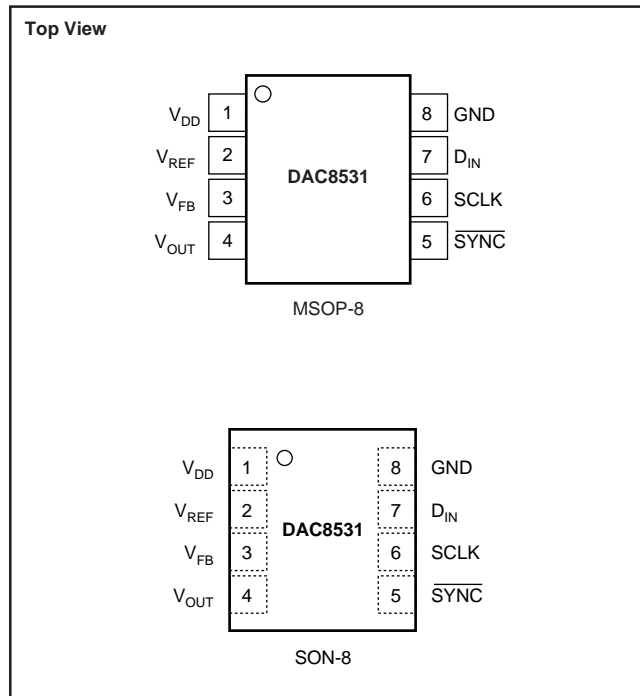 Top View
V_DD 1 8 GND
V_REF 2 7 D_IN
DAC8531
V_FB 3 6 SCLK
V_OUT 4 5 S̅Y̅N̅C̅
MSOP-8
V_DD 1 8 GND
V_REF 2 7 D_IN
DAC8531
V_FB 3 6 SCLK
V_OUT 4 5 S̅Y̅N̅C̅
SON-8